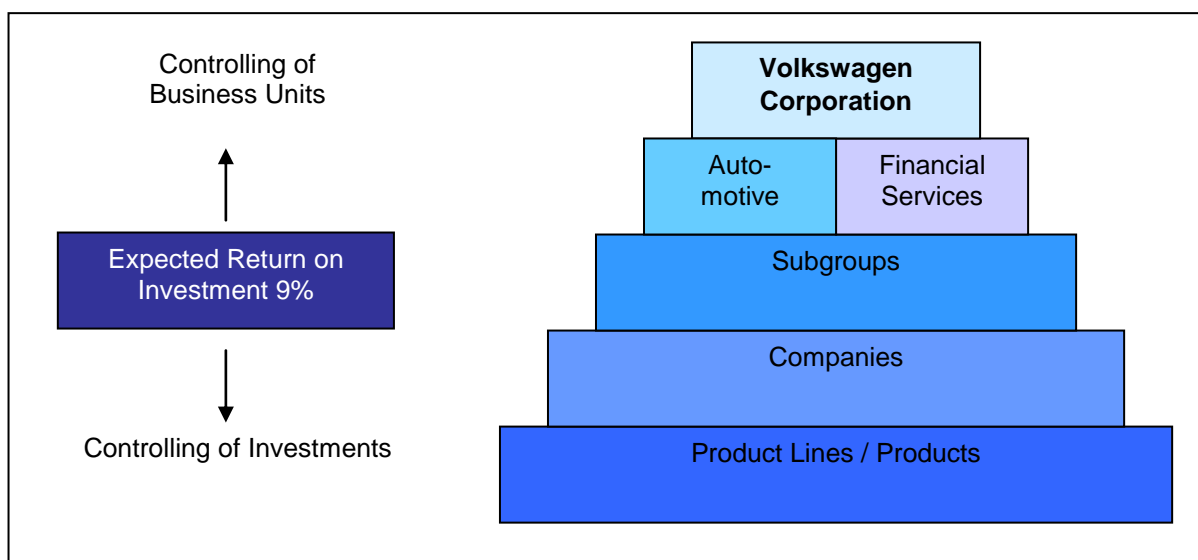 Controlling of
Business Units
Expected Return on
Investment 9%
Controlling of Investments
Volkswagen
Corporation
Auto-
motive
Financial
Services
Subgroups
Companies
Product Lines / Products